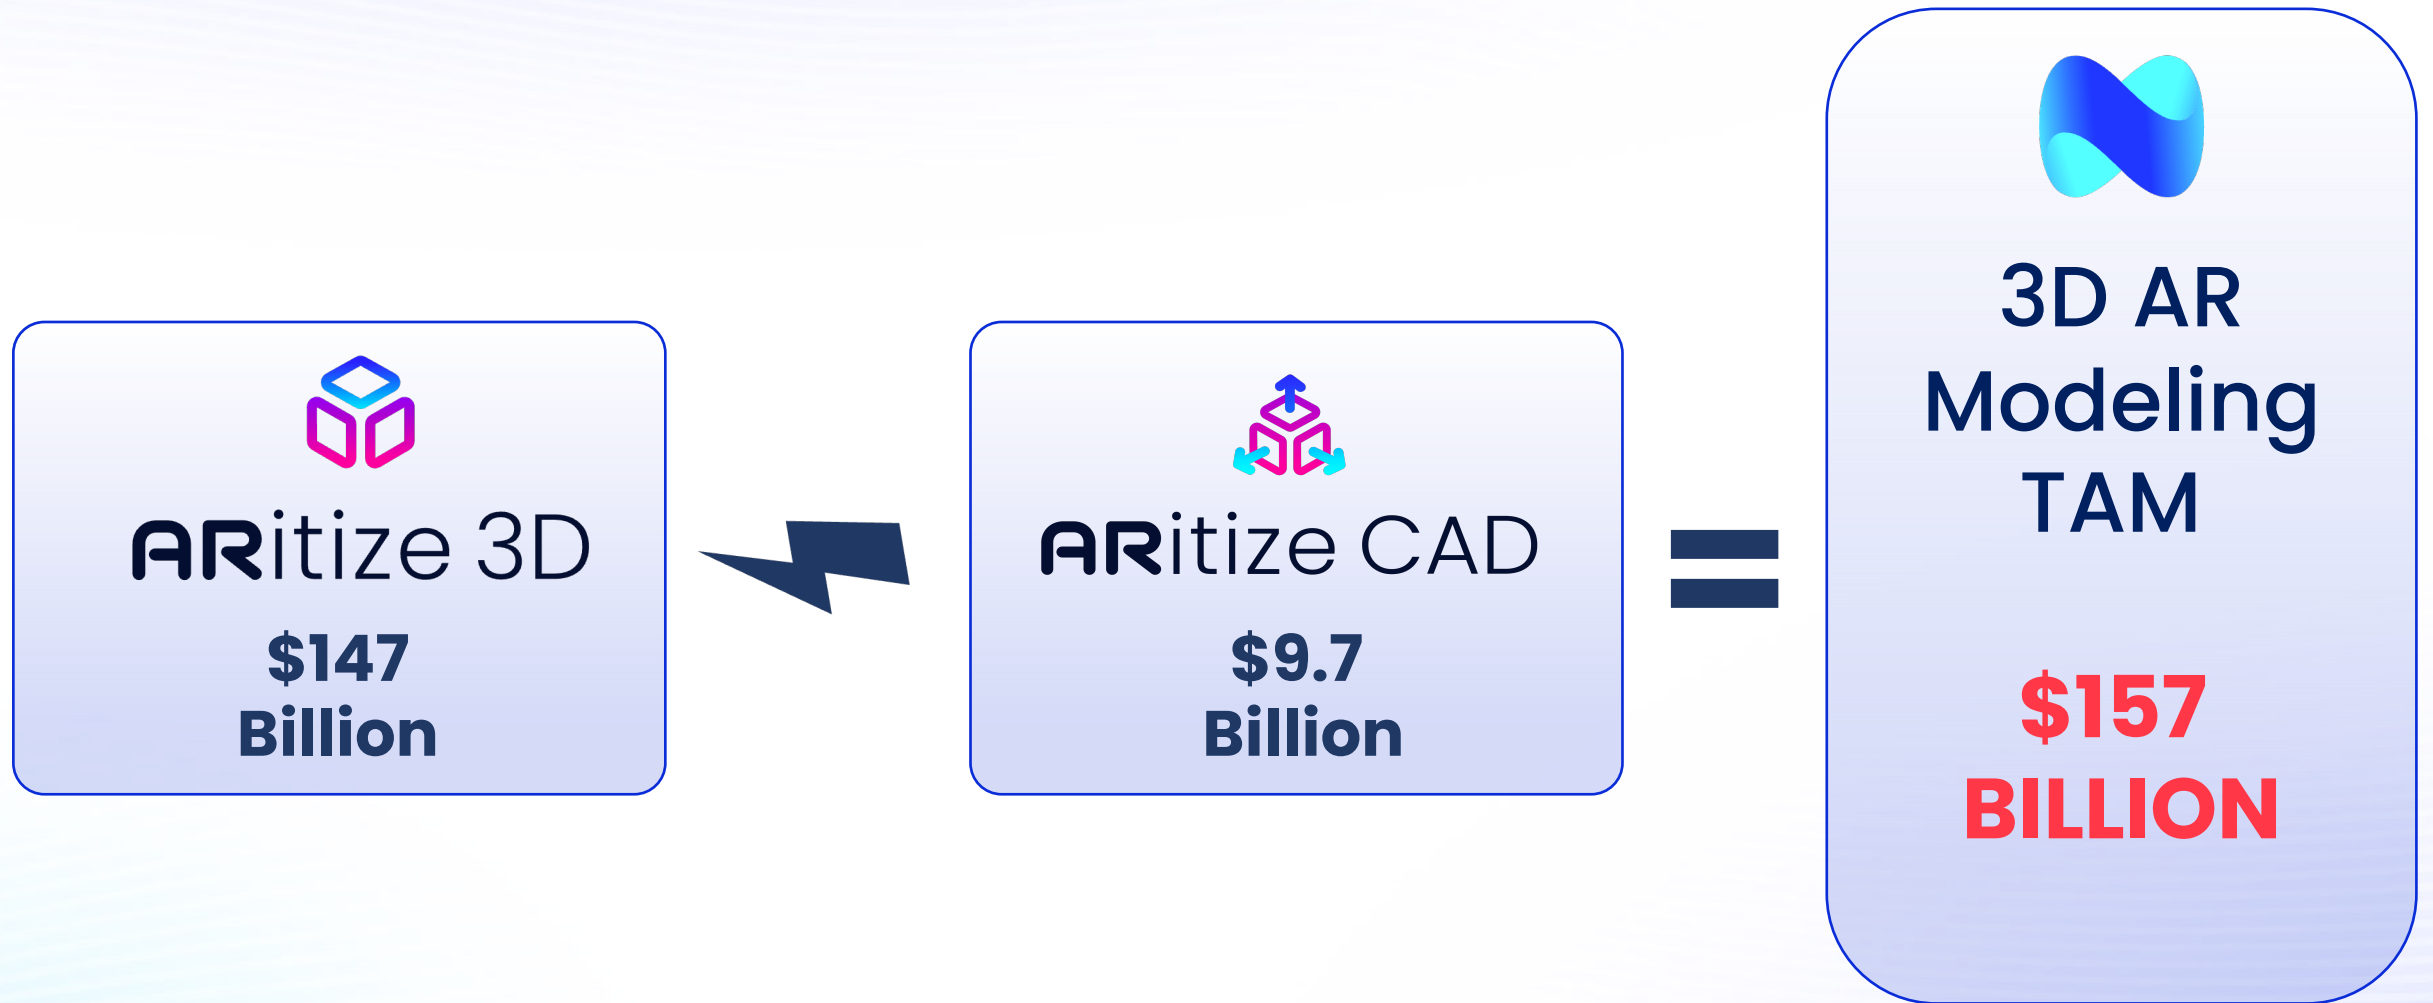 ARitize 3D
$147
Billion
ARitize CAD
$9.7
Billion
=
3D AR
Modeling
TAM
$157
BILLION